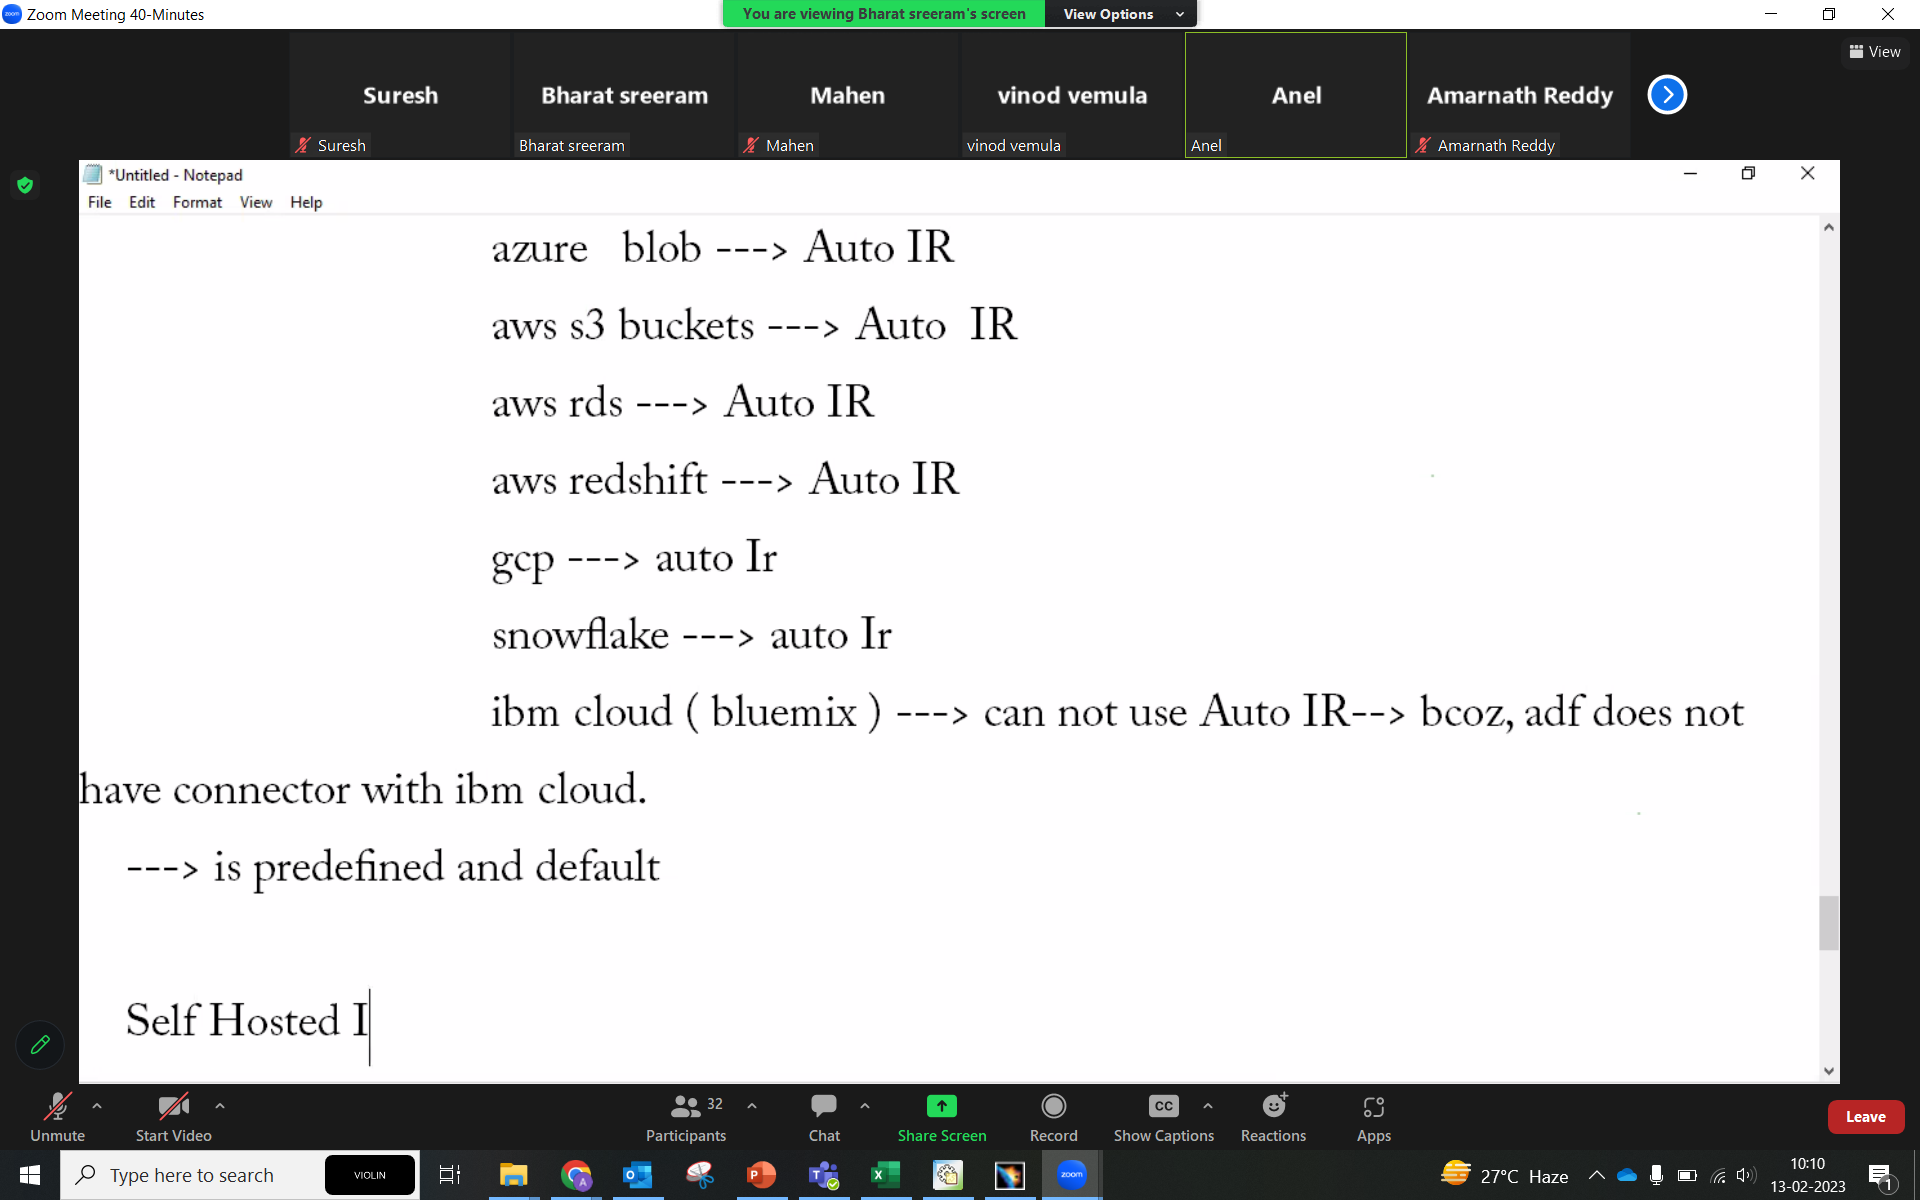 Zoom Meeting 40-Minutes
You are viewing Bharat sreeram's screen View Options
View
Suresh Bharat sreeram Mahen vinod vemula Anel Amarnath Reddy
Suresh Bharat sreeram Mahen vinod vemula Anel Amarnath Reddy
*Untitled - Notepad
File Edit Format View Help
azure blob ---> Auto IR
aws s3 buckets ---> Auto IR
aws rds ---> Auto IR
aws redshift ---> Auto IR
gcp ---> auto Ir
snowflake ---> auto Ir
ibm cloud ( bluemix ) ---> can not use Auto IR--> bcoz, adf does not
have connector with ibm cloud.
---> is predefined and default
Self Hosted I
32
CC
Unmute Start Video Participants Chat Share Screen Record Show Captions Reactions Apps Leave
Type here to search VIOLIN zoom 27°C Haze 10:10
13-02-2023 1